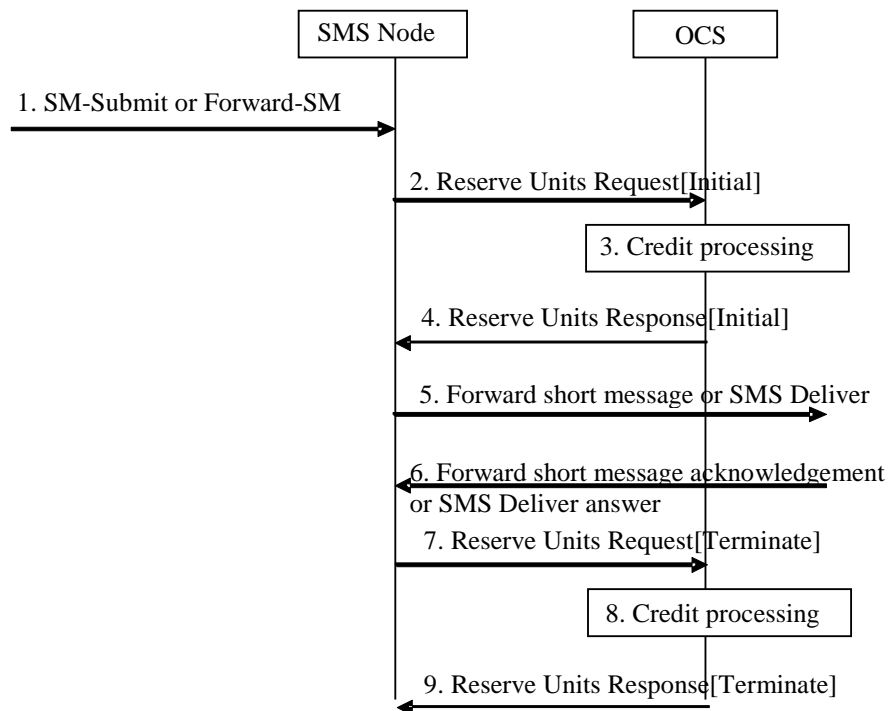 SMS Node
OCS
1. SM-Submit or Forward-SM
2. Reserve Units Request[Initial]
3. Credit processing
4. Reserve Units Response[Initial]
5. Forward short message or SMS Deliver
6. Forward short message acknowledgement
or SMS Deliver answer
7. Reserve Units Request[Terminate]
8. Credit processing
9. Reserve Units Response[Terminate]